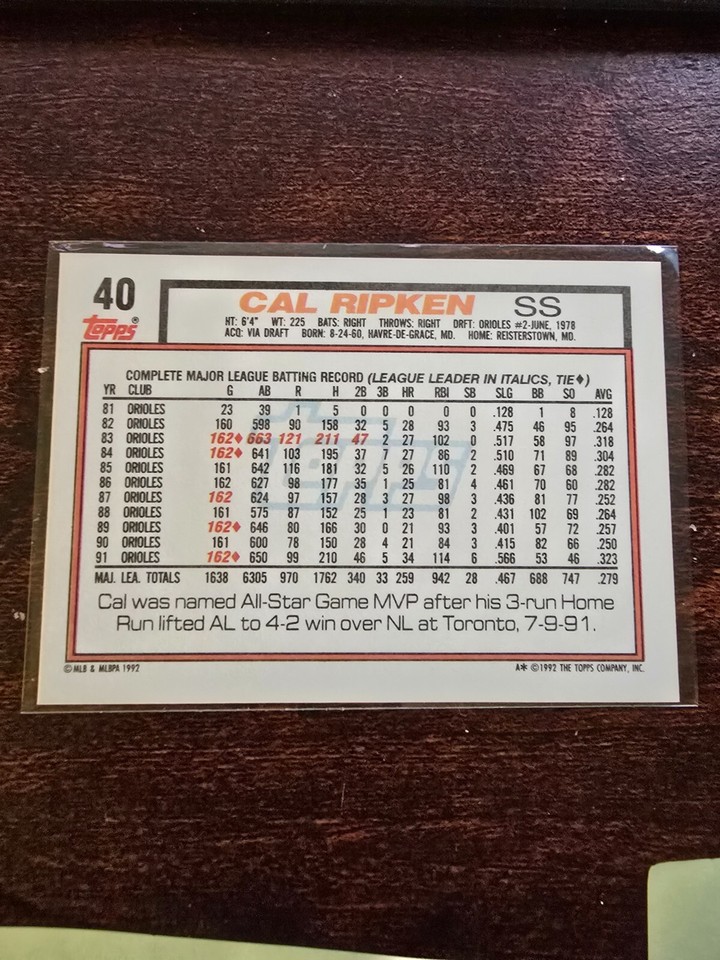 40
Topps®
CAL RIPKEN SS
HT: 6'4" WT: 225 BATS: RIGHT THROWS: RIGHT DRFT: ORIOLES #2-JUNE, 1978
ACQ: VIA DRAFT BORN: 8-24-60, HAVRE-DE-GRACE, MD. HOME: REISTERSTOWN, MD.
COMPLETE MAJOR LEAGUE BATTING RECORD (LEAGUE LEADER IN ITALICS, TIE♦)
YR CLUB G AB R H 2B 3B HR RBI SB SLG BB SO AVG
81 ORIOLES 23 39 1 5 0 0 0 0 0 .128 1 8 .128
82 ORIOLES 160 598 90 158 32 5 28 93 3 .475 46 95 .264
83 ORIOLES 162♦ 663 121 211 47 2 27 102 0 .517 58 97 .318
84 ORIOLES 162♦ 641 103 195 37 7 27 86 2 .510 71 89 .304
85 ORIOLES 161 642 116 181 32 5 26 110 2 .469 67 68 .282
86 ORIOLES 162 627 98 177 35 1 25 81 4 .461 70 60 .282
87 ORIOLES 162 624 97 157 28 3 27 98 3 .436 81 77 .252
88 ORIOLES 161 575 87 152 25 1 23 81 2 .431 102 69 .264
89 ORIOLES 162♦ 646 80 166 30 0 21 93 3 .401 57 72 .257
90 ORIOLES 161 600 78 150 28 4 21 84 3 .415 82 66 .250
91 ORIOLES 162♦ 650 99 210 46 5 34 114 6 .566 53 46 .323
MAJ. LEA. TOTALS 1638 6305 970 1762 340 33 259 942 28 .467 688 747 .279
Cal was named All-Star Game MVP after his 3-run Home
Run lifted AL to 4-2 win over NL at Toronto, 7-9-91.
© MLB & MLBPA 1992 A* ©1992 THE TOPPS COMPANY, INC.